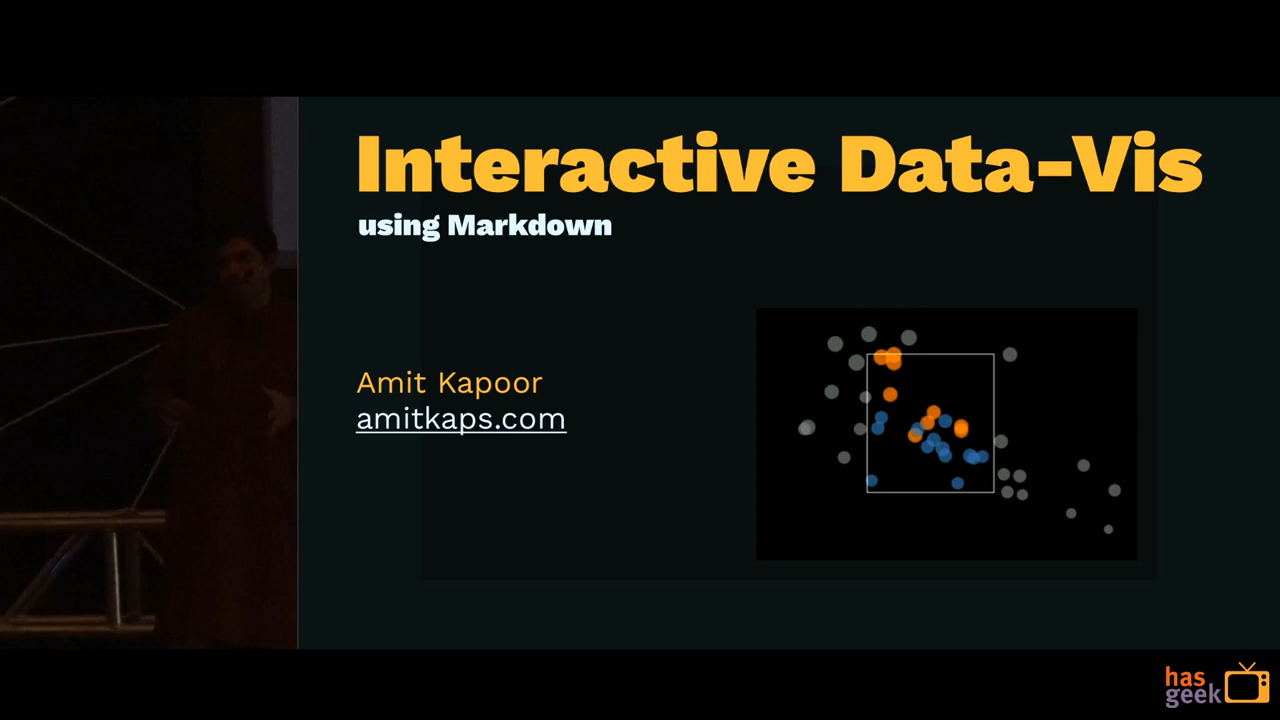 Interactive Data-Vis
using Markdown
Amit Kapoor
amitkaps.com
has
geek